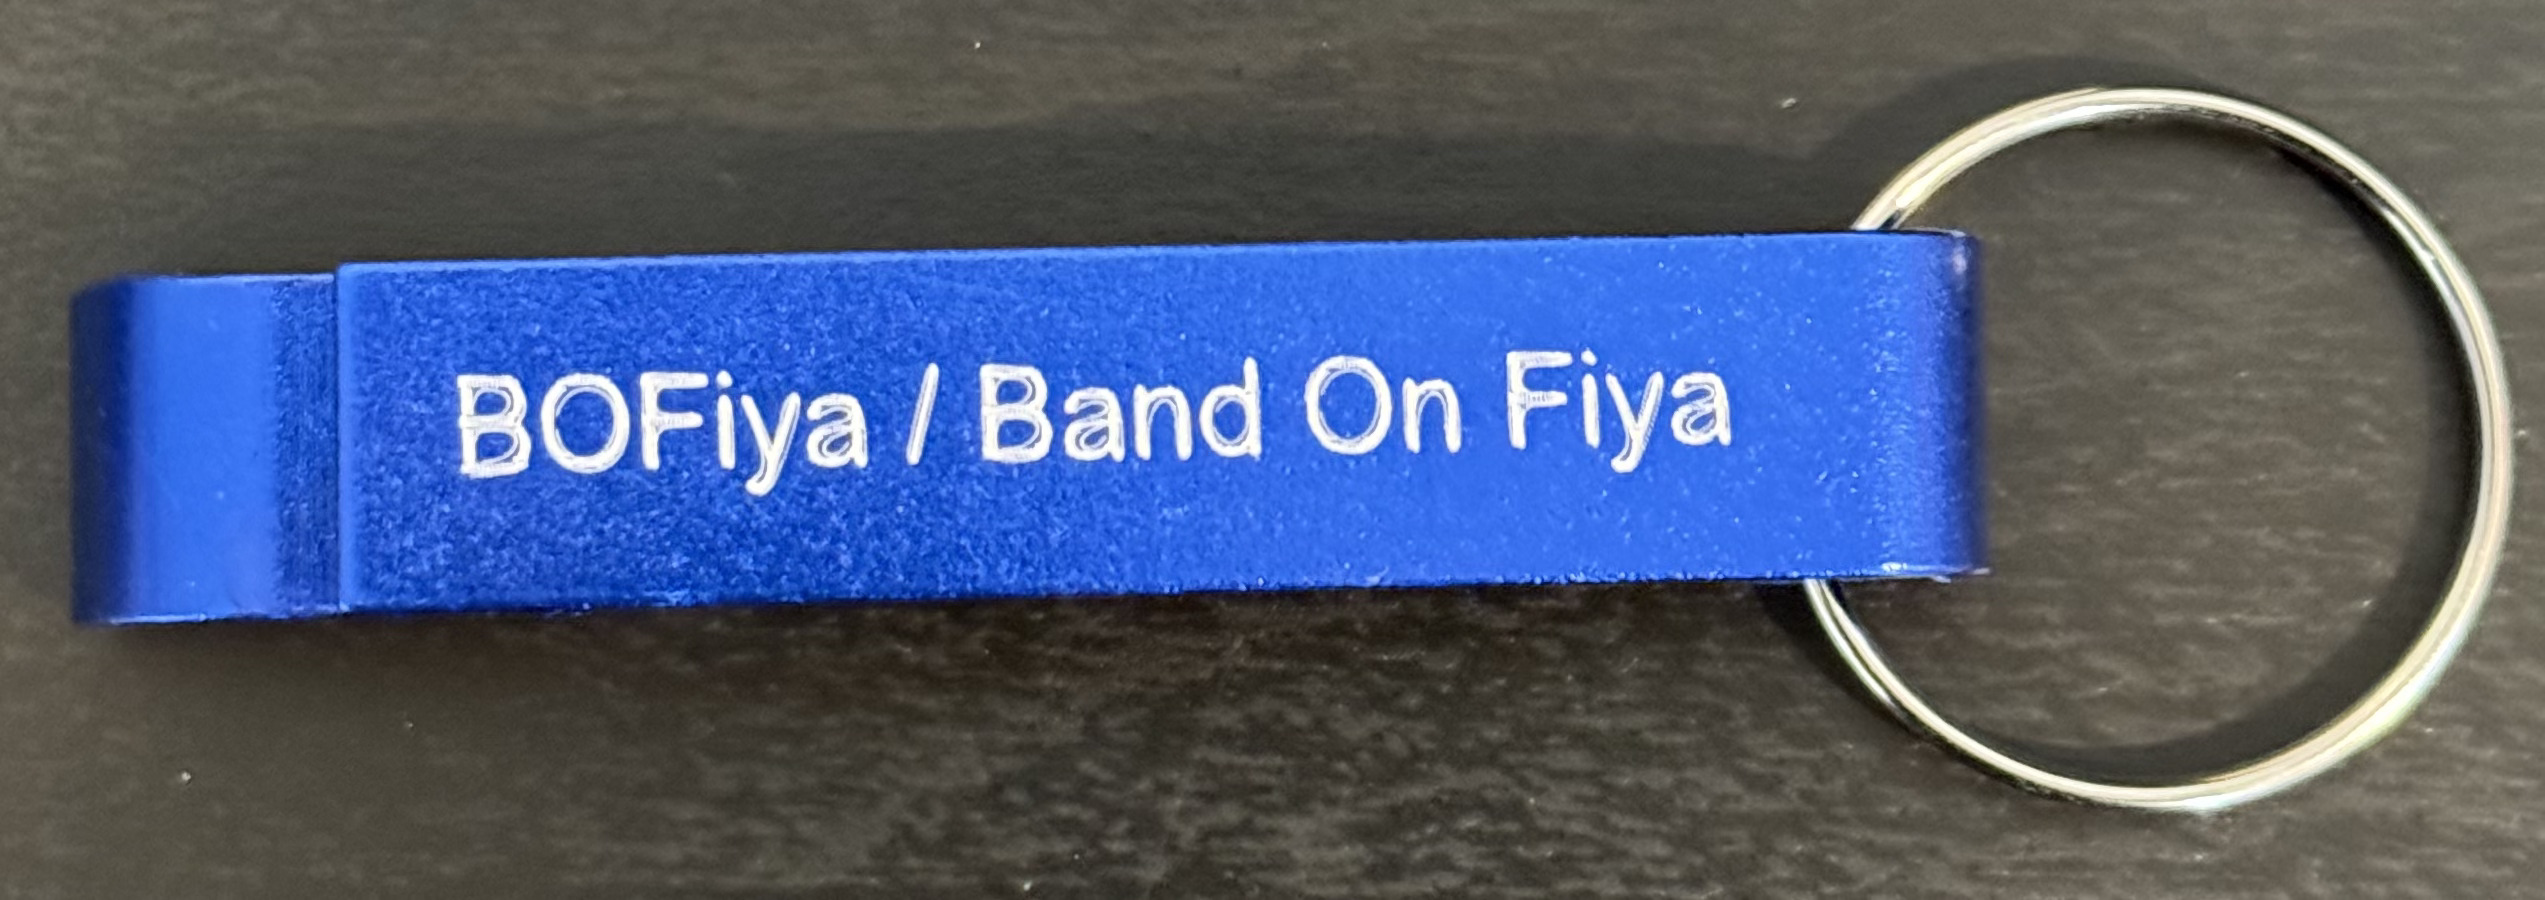 BOFiya / Band On Fiya